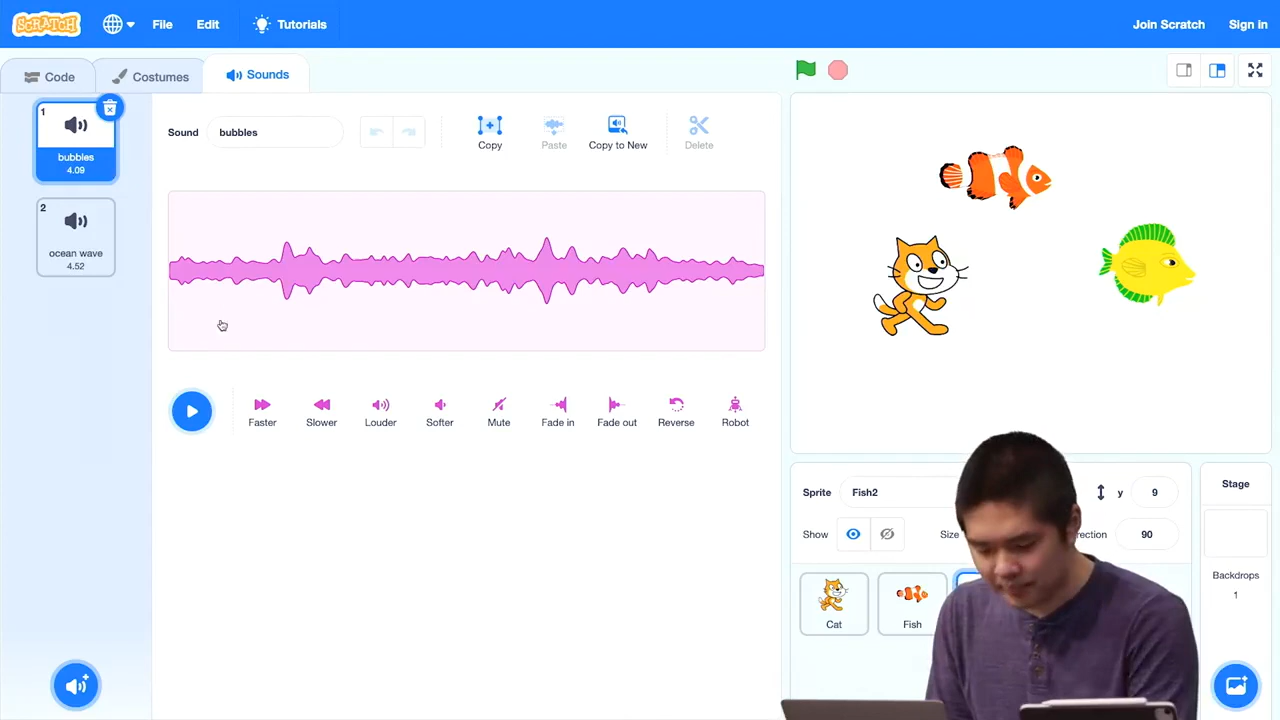 SCRATCH File Edit Tutorials Join Scratch Sign in
Code Costumes Sounds
1
bubbles
4.09
2
ocean wave
4.52
Sound bubbles
Copy Paste Copy to New Delete
Faster Slower Louder Softer Mute Fade in Fade out Reverse Robot
Sprite Fish2 y 9
Show Size rection 90
Cat Fish
Stage
Backdrops
1